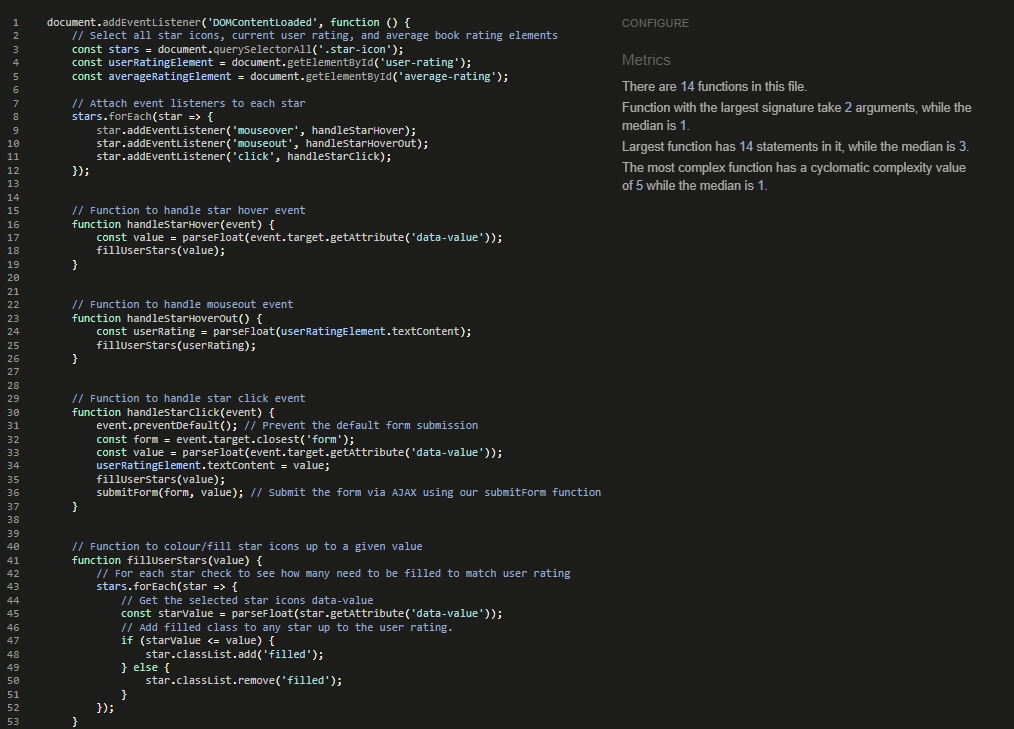 1 document.addEventListener('DOMContentLoaded', function () {
2 // Select all star icons, current user rating, and average book rating elements
3 const stars = document.querySelectorAll('.star-icon');
4 const userRatingElement = document.getElementById('user-rating');
5 const averageRatingElement = document.getElementById('average-rating');
6
7 // Attach event listeners to each star
8 stars.forEach(star => {
9 star.addEventListener('mouseover', handleStarHover);
10 star.addEventListener('mouseout', handleStarHoverOut);
11 star.addEventListener('click', handleStarClick);
12 });
13
14
15 // Function to handle star hover event
16 function handleStarHover(event) {
17 const value = parseFloat(event.target.getAttribute('data-value'));
18 fillUserStars(value);
19 }
20
21
22 // Function to handle mouseout event
23 function handleStarHoverOut() {
24 const userRating = parseFloat(userRatingElement.textContent);
25 fillUserStars(userRating);
26 }
27
28
29 // Function to handle star click event
30 function handleStarClick(event) {
31 event.preventDefault(); // Prevent the default form submission
32 const form = event.target.closest('form');
33 const value = parseFloat(event.target.getAttribute('data-value'));
34 userRatingElement.textContent = value;
35 fillUserStars(value);
36 submitForm(form, value); // Submit the form via AJAX using our submitForm function
37 }
38
39
40 // Function to colour/fill star icons up to a given value
41 function fillUserStars(value) {
42 // For each star check to see how many need to be filled to match user rating
43 stars.forEach(star => {
44 // Get the selected star icons data-value
45 const starValue = parseFloat(star.getAttribute('data-value'));
46 // Add filled class to any star up to the user rating.
47 if (starValue <= value) {
48 star.classList.add('filled');
49 } else {
50 star.classList.remove('filled');
51 }
52 });
53 }
CONFIGURE
Metrics
There are 14 functions in this file.
Function with the largest signature take 2 arguments, while the
median is 1.
Largest function has 14 statements in it, while the median is 3.
The most complex function has a cyclomatic complexity value
of 5 while the median is 1.